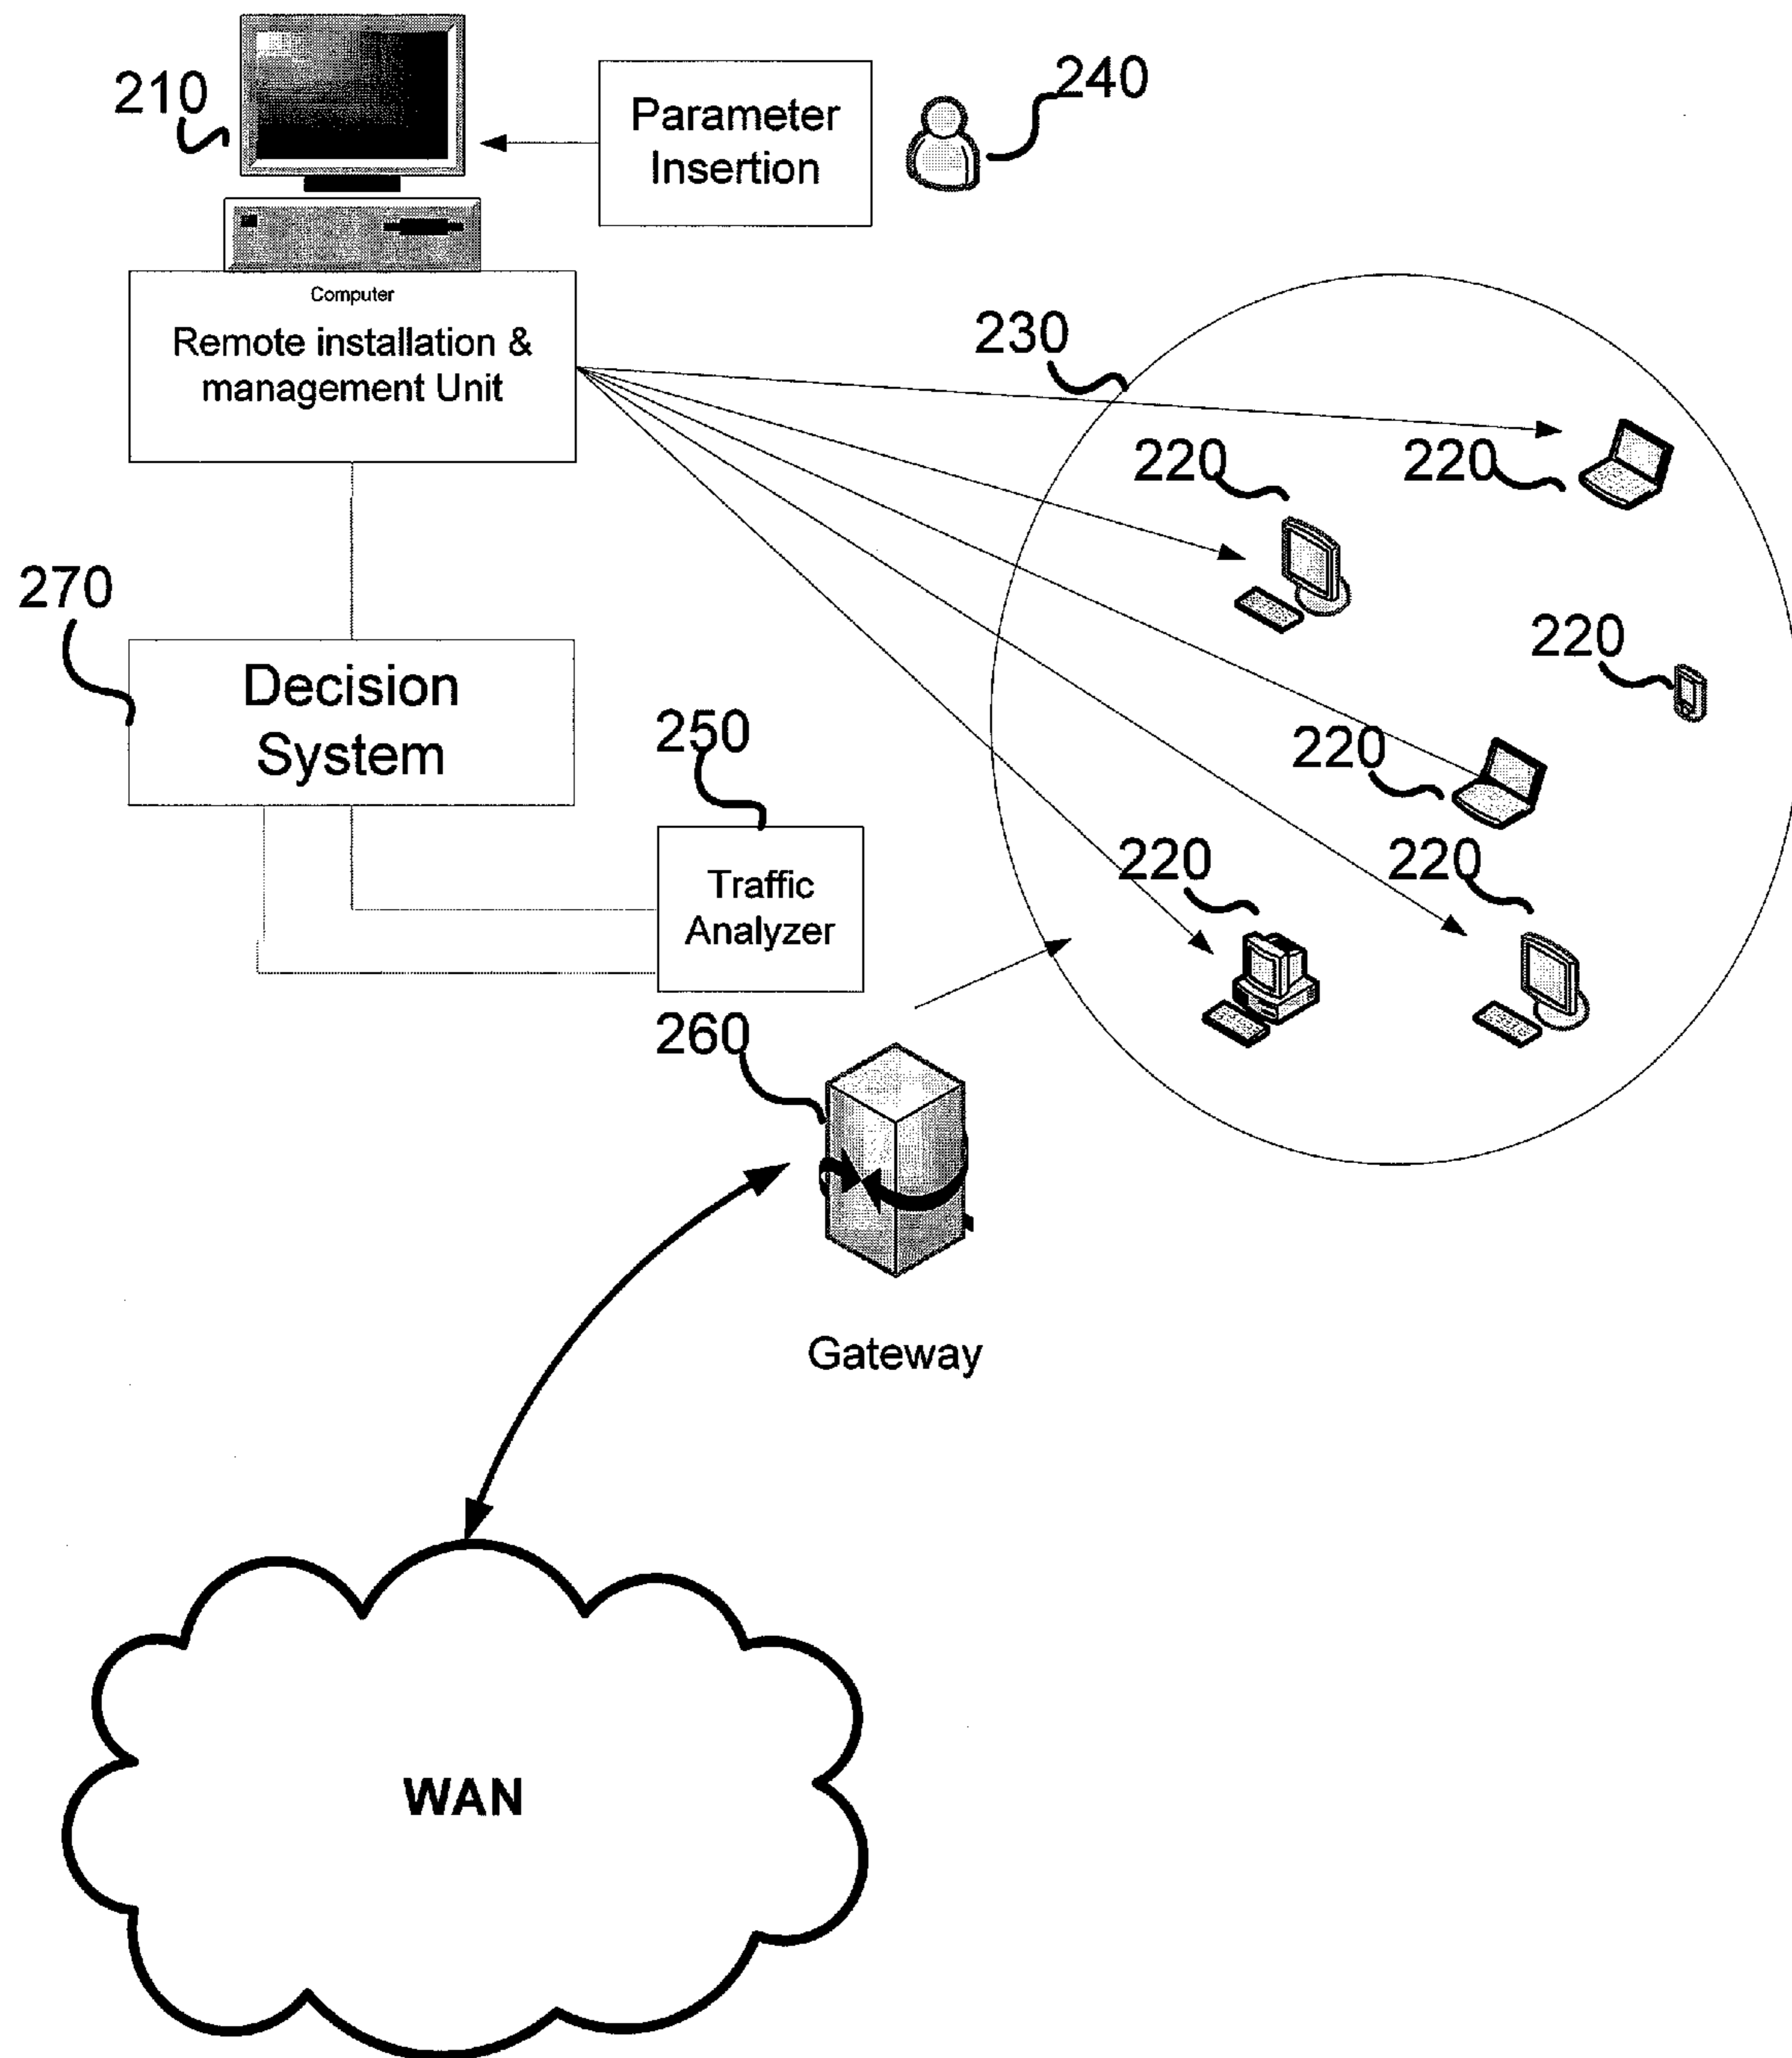 210
Parameter
Insertion
240
Computer
Remote installation &
management Unit
230
220
220
270
Decision
System
220
250
220
Traffic
Analyzer
220
220
260
Gateway
WAN